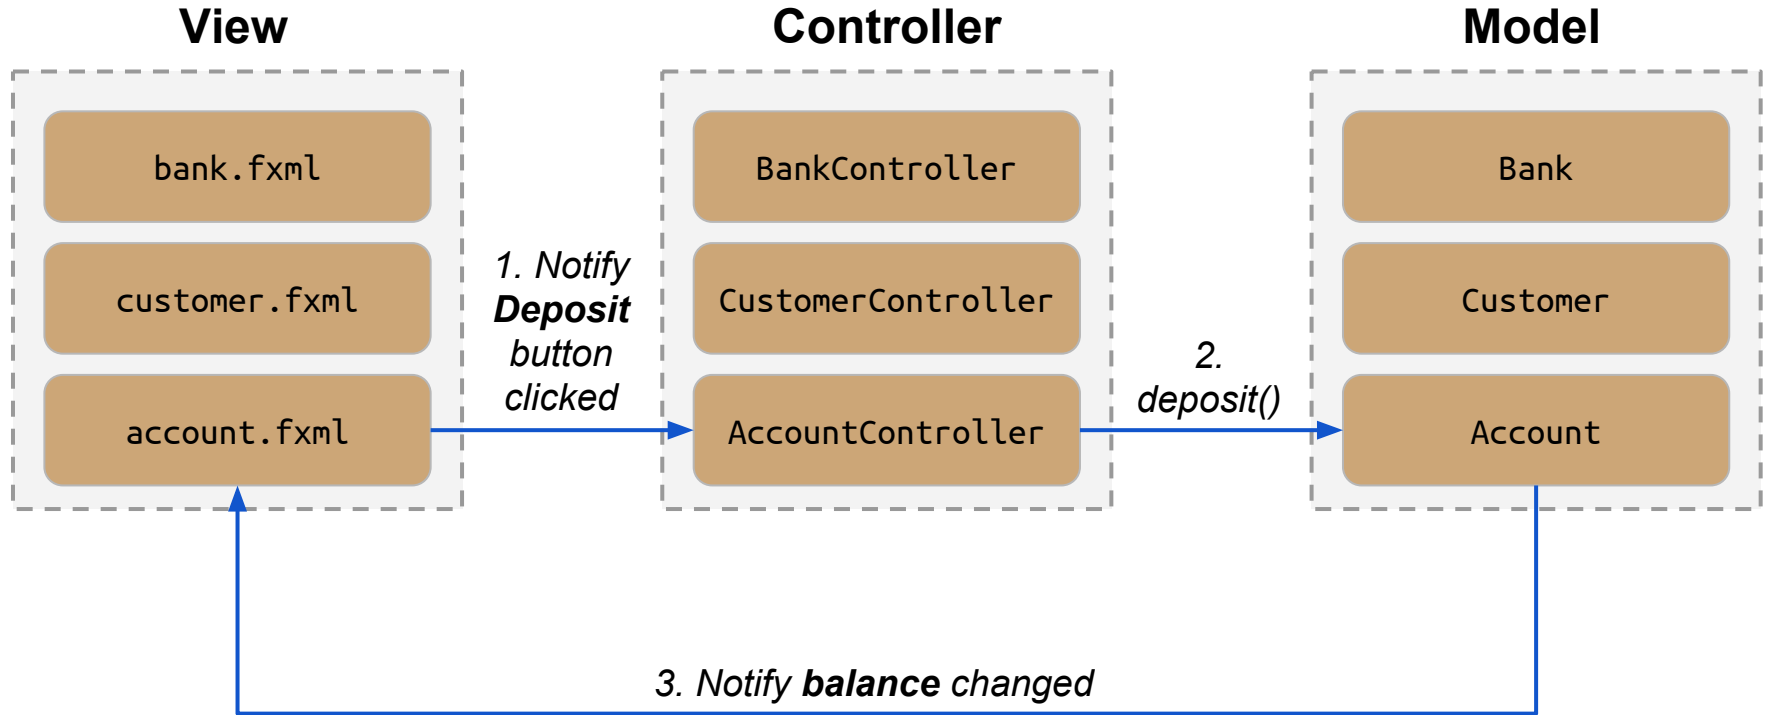 View
Controller
Model
bank.fxml
customer.fxml
account.fxml
1. Notify
Deposit
button
clicked
BankController
CustomerController
AccountController
2.
deposit()
Bank
Customer
Account
3. Notify balance changed